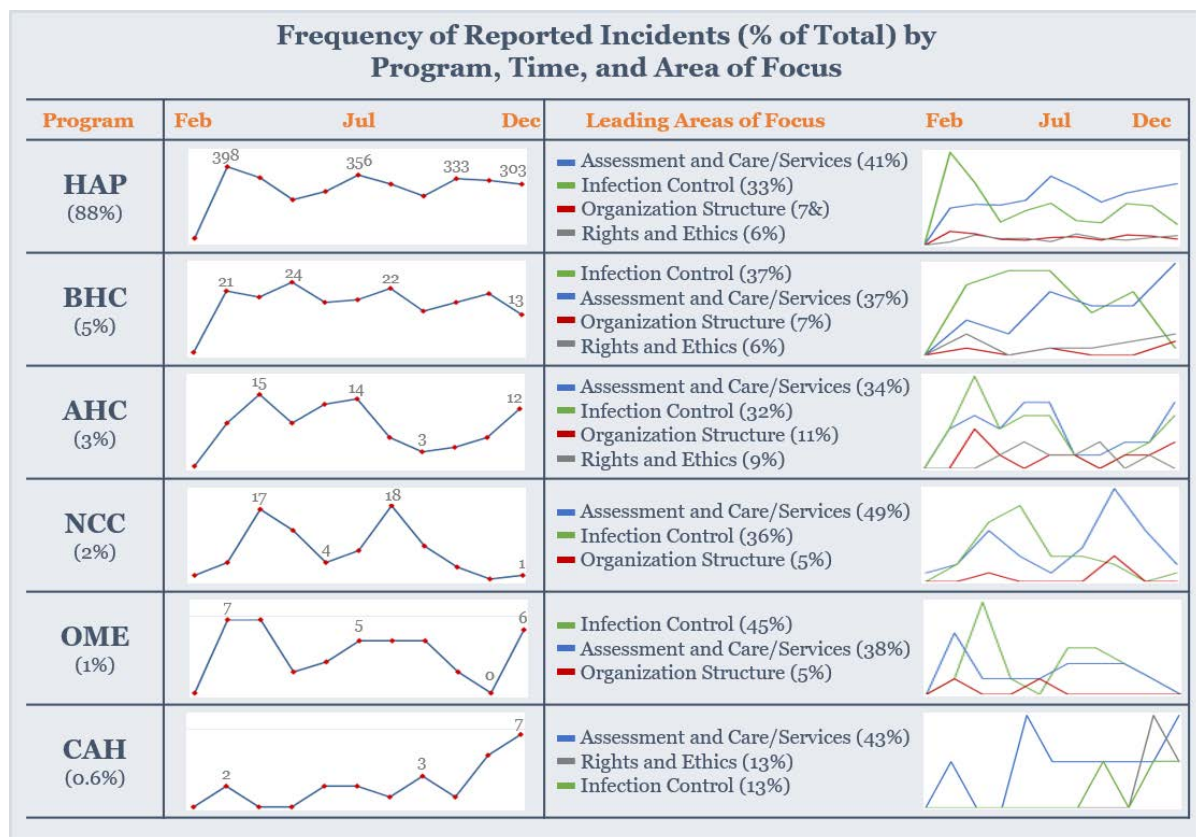 Frequency of Reported Incidents (% of Total) by
Program, Time, and Area of Focus
Program Feb Jul Dec Leading Areas of Focus Feb Jul Dec
HAP
(88%)
398 356 333 303
Assessment and Care/Services (41%)
Infection Control (33%)
Organization Structure (7&)
Rights and Ethics (6%)
BHC
(5%)
21 24 22 13
Infection Control (37%)
Assessment and Care/Services (37%)
Organization Structure (7%)
Rights and Ethics (6%)
AHC
(3%)
15 14 3 12
Assessment and Care/Services (34%)
Infection Control (32%)
Organization Structure (11%)
Rights and Ethics (9%)
NCC
(2%)
17 4 18 1
Assessment and Care/Services (49%)
Infection Control (36%)
Organization Structure (5%)
OME
(1%)
7 5 0 6
Infection Control (45%)
Assessment and Care/Services (38%)
Organization Structure (5%)
CAH
(0.6%)
2 3 7
Assessment and Care/Services (43%)
Rights and Ethics (13%)
Infection Control (13%)